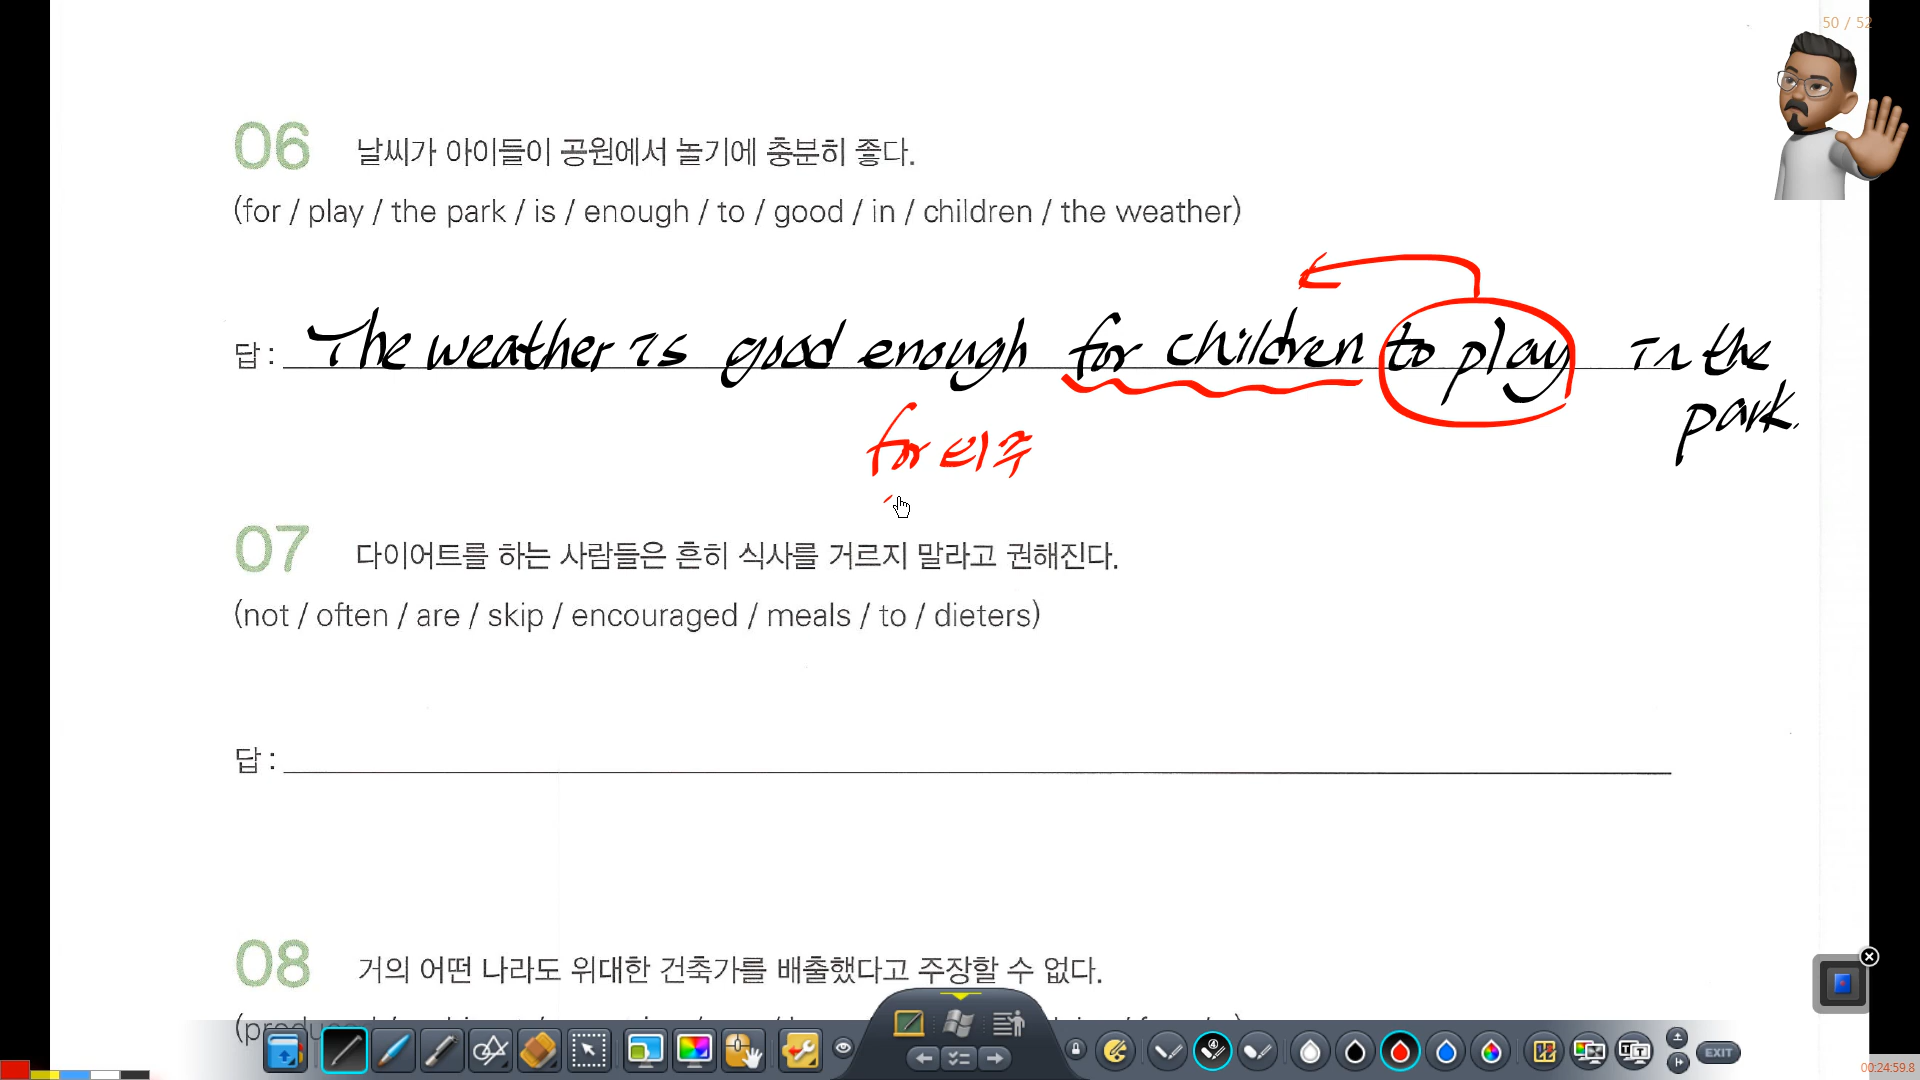 50 / 52
06 날씨가 아이들이 공원에서 놀기에 충분히 좋다.
(for / play / the park / is / enough / to / good / in / children / the weather)
답 : The weather is good enough for children to play in the
park.
for 의주
07 다이어트를 하는 사람들은 흔히 식사를 거르지 말라고 권해진다.
(not / often / are / skip / encouraged / meals / to / dieters)
답 :
08 거의 어떤 나라도 위대한 건축가를 배출했다고 주장할 수 없다.
EXIT
00:24:59.8